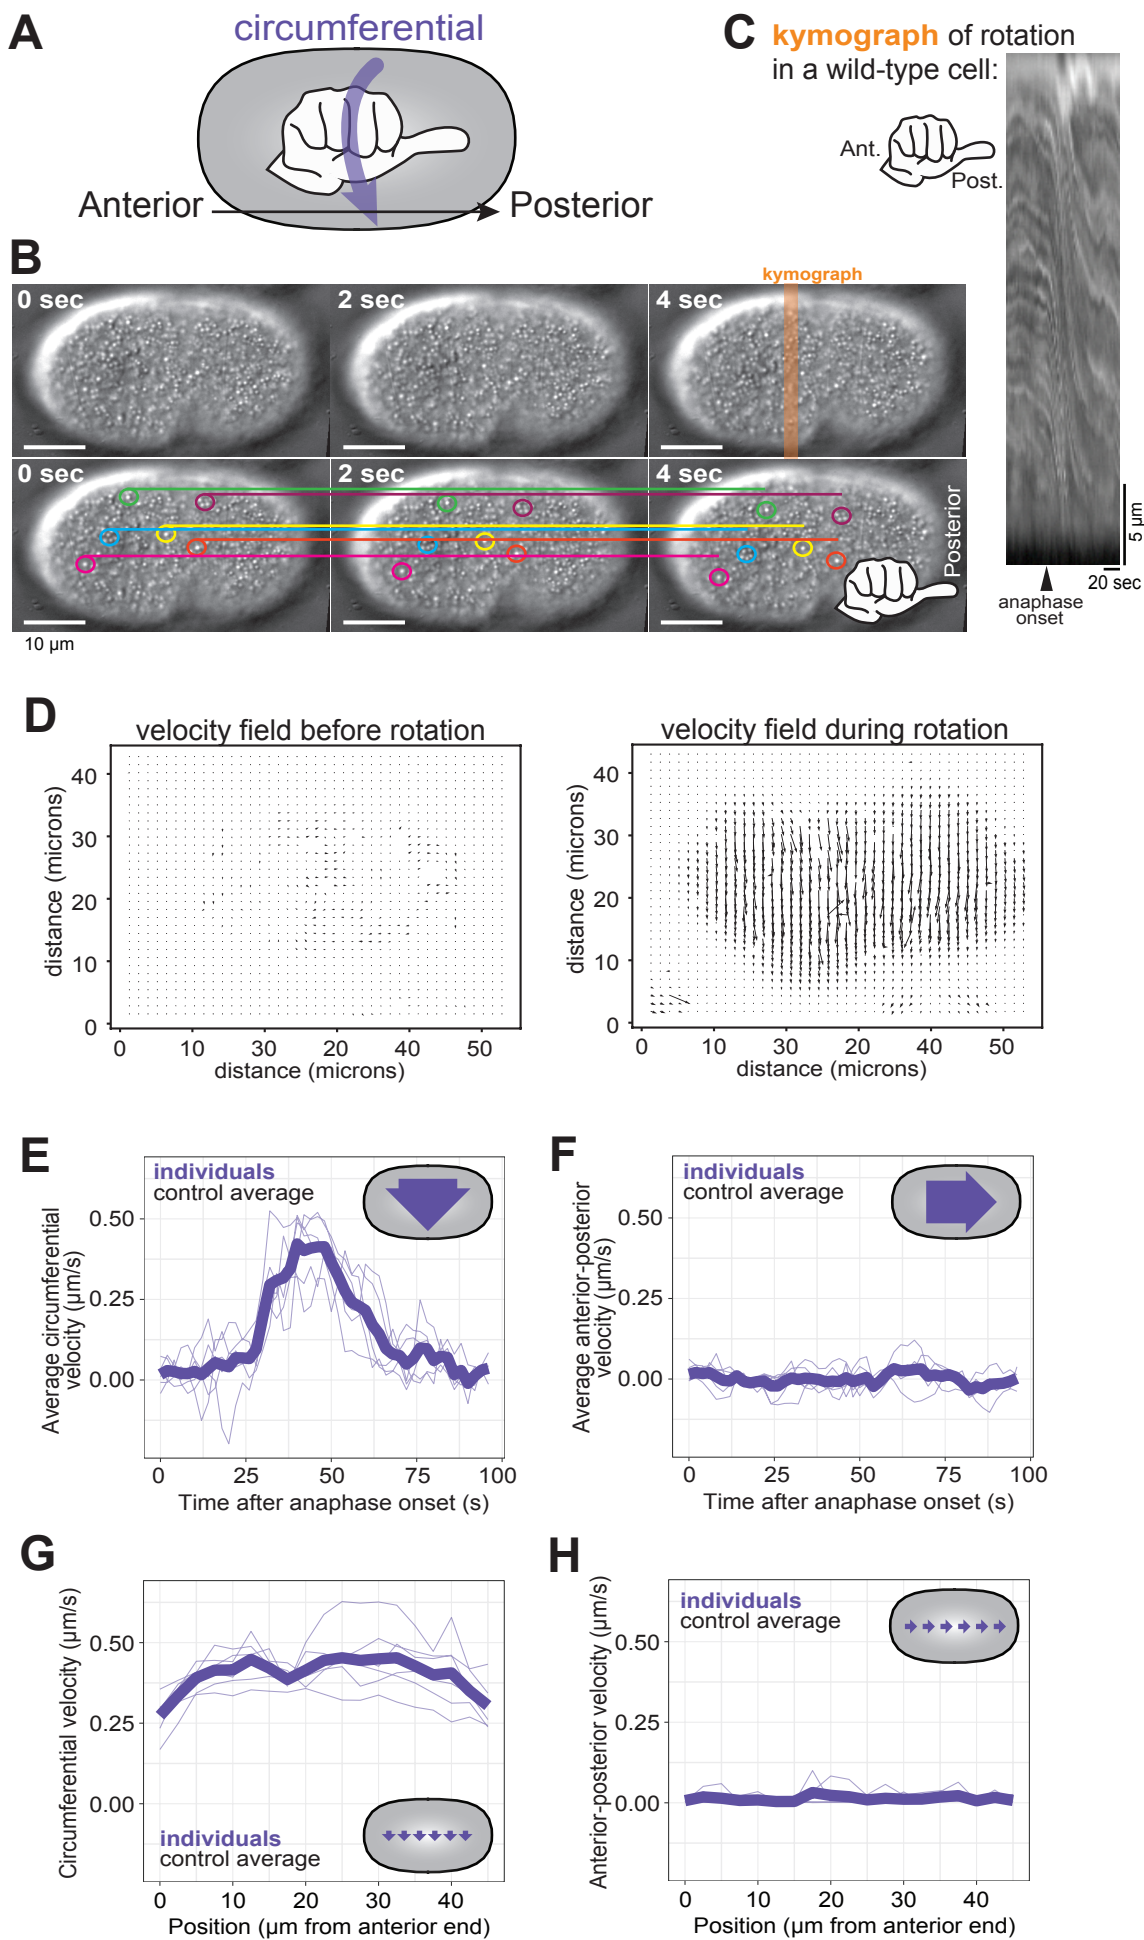 A
circumferential
Anterior
Posterior
B
0 sec
2 sec
4 sec
kymograph
0 sec
2 sec
4 sec
Posterior
10 µm
C
kymograph of rotation
in a wild-type cell:
Ant.
Post.
5 µm
20 sec
anaphase
onset
D
velocity field before rotation
distance (microns)
40
30
20
10
0
0
10
30
20
40
50
distance (microns)
velocity field during rotation
distance (microns)
40
30
20
10
0
0
10
30
20
40
50
distance (microns)
E
individuals
control average
Average circumferential
velocity (µm/s)
0.50
0.25
0.00
0
25
50
75
100
Time after anaphase onset (s)
F
individuals
control average
Average anterior-posterior
velocity (µm/s)
0.50
0.25
0.00
0
25
50
75
100
Time after anaphase onset (s)
G
Circumferential velocity (µm/s)
0.50
0.25
0.00
individuals
control average
0
10
20
30
40
Position (µm from anterior end)
H
individuals
control average
Anterior-posterior velocity (µm/s)
0.50
0.25
0.00
0
10
20
30
40
Position (µm from anterior end)